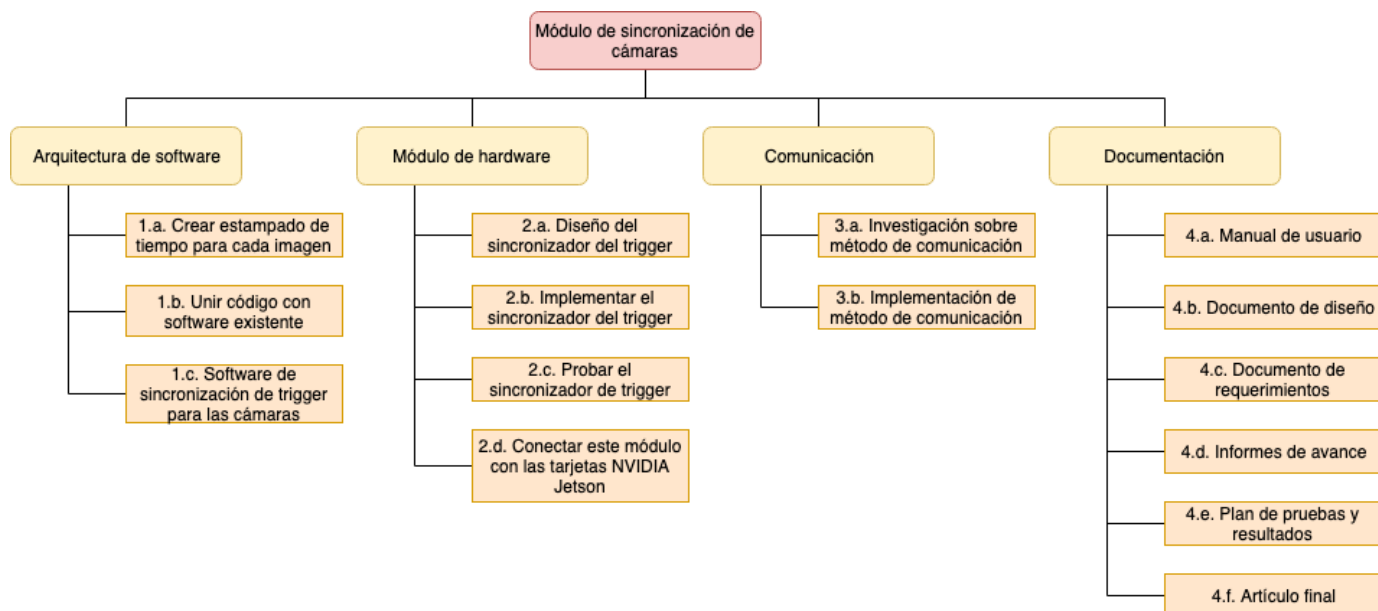 Módulo de sincronización de
cámaras
Arquitectura de software
1.a. Crear estampado de
tiempo para cada imagen
1.b. Unir código con
software existente
1.c. Software de
sincronización de trigger
para las cámaras
Módulo de hardware
2.a. Diseño del
sincronizador del trigger
2.b. Implementar el
sincronizador del trigger
2.c. Probar el
sincronizador de trigger
2.d. Conectar este módulo
con las tarjetas NVIDIA
Jetson
Comunicación
3.a. Investigación sobre
método de comunicación
3.b. Implementación de
método de comunicación
Documentación
4.a. Manual de usuario
4.b. Documento de diseño
4.c. Documento de
requerimientos
4.d. Informes de avance
4.e. Plan de pruebas y
resultados
4.f. Artículo final